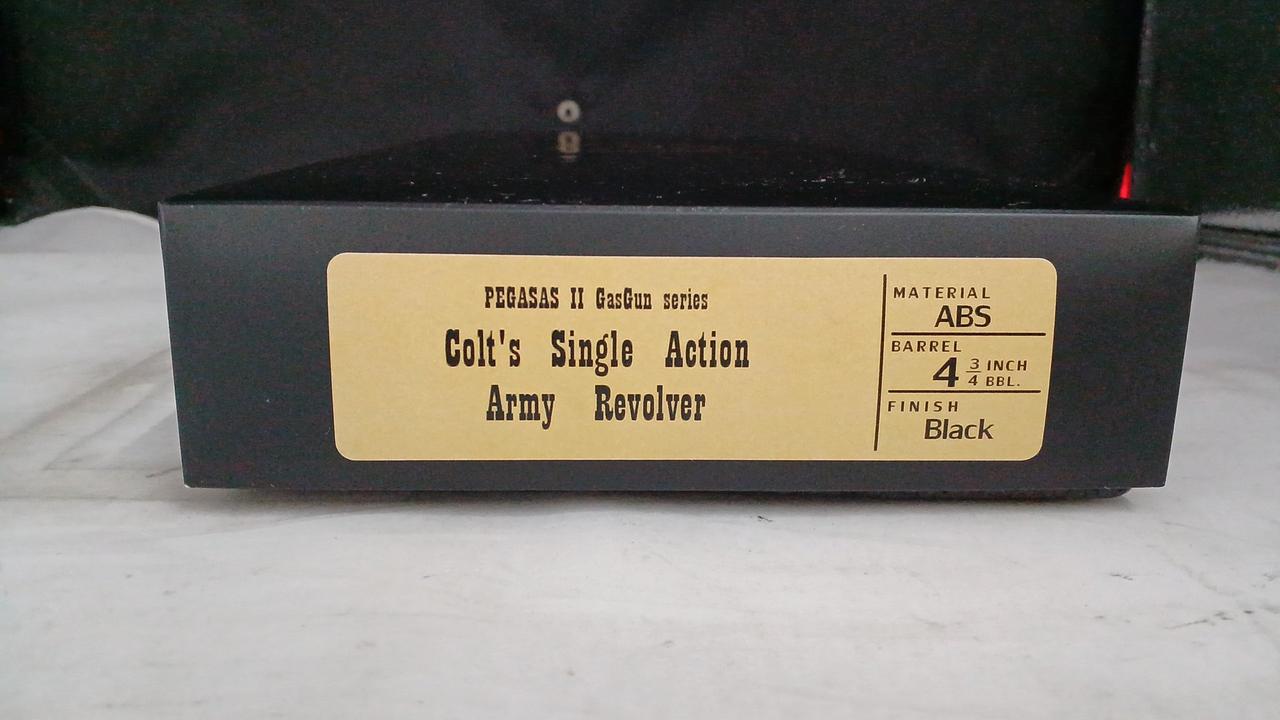 PEGASAS II GasGun series
Colt's Single Action
Army Revolver
MATERIAL
ABS
BARREL
4 3/4 INCH BBL.
FINISH
Black